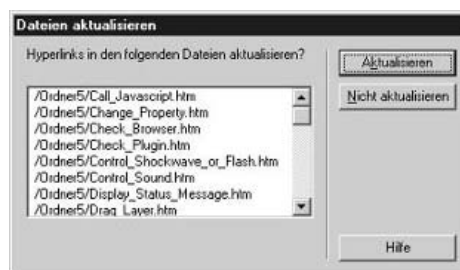 Dateien aktualisieren
Hyperlinks in den folgenden Dateien aktualisieren?
/Ordner5/Call_Javascript.htm
/Ordner5/Change_Property.htm
/Ordner5/Check_Browser.htm
/Ordner5/Check_Plugin.htm
/Ordner5/Control_Shockwave_or_Flash.htm
/Ordner5/Control_Sound.htm
/Ordner5/Display_Status_Message.htm
/Ordner5/Drag_Layer.htm
Aktualisieren
Nicht aktualisieren
Hilfe